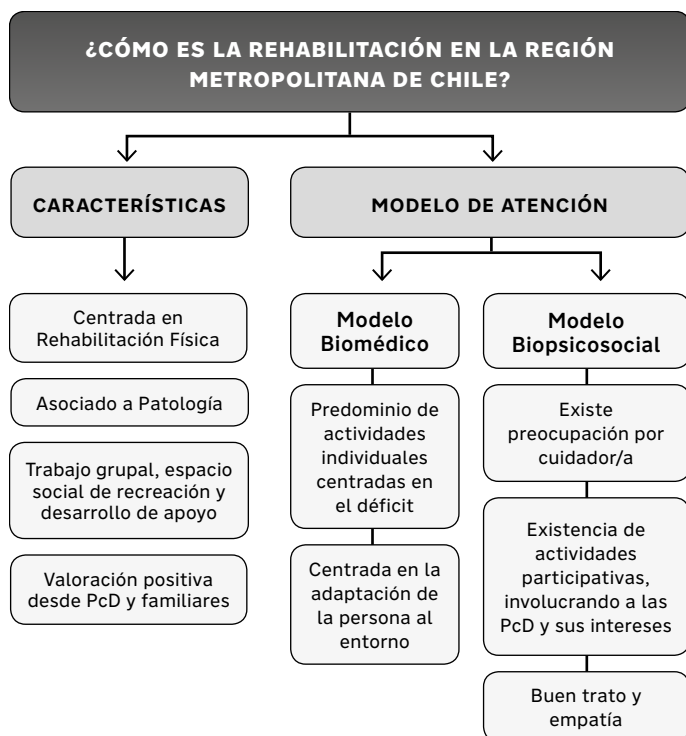 ¿CÓMO ES LA REHABILITACIÓN EN LA REGIÓN
METROPOLITANA DE CHILE?
CARACTERÍSTICAS
Centrada en
Rehabilitación Física
Asociado a Patología
Trabajo grupal, espacio
social de recreación y
desarrollo de apoyo
Valoración positiva
desde PcD y familiares
MODELO DE ATENCIÓN
Modelo
Biomédico
Predominio de
actividades
individuales
centradas en
el déficit
Centrada en la
adaptación de
la persona al
entorno
Modelo
Biopsicosocial
Existe
preocupación por
cuidador/a
Existencia de
actividades
participativas,
involucrando a las
PcD y sus intereses
Buen trato y
empatía